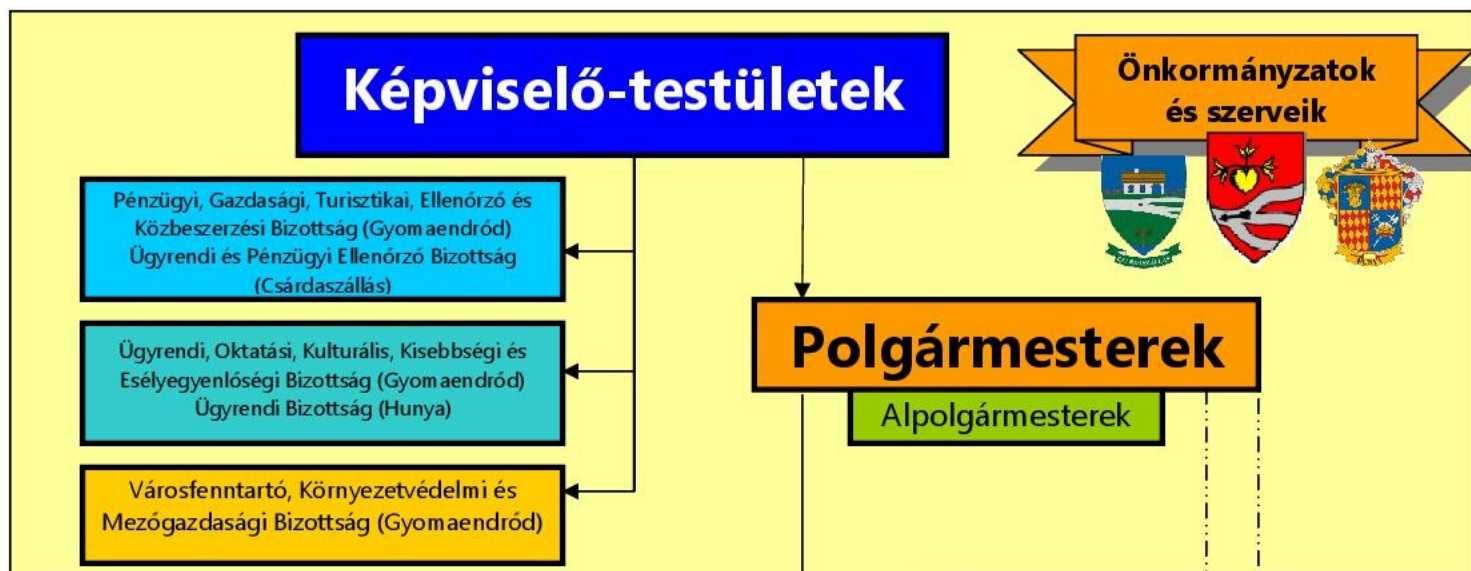 Képviselő-testületek
Önkormányzatok
és szerveik
Pénzügyi, Gazdasági, Turisztikai, Ellenőrző és
Közbeszerzési Bizottság (Gyomaendrőd)
Ügyrendi és Pénzügyi Ellenőrző Bizottság
(Csárdaszállás)
Polgármesterek
Alpolgármesterek
Ügyrendi, Oktatási, Kulturális, Kisebbségi és
Esélyegyenlőségi Bizottság (Gyomaendrőd)
Ügyrendi Bizottság (Hunya)
Városfenntartó, Környezetvédelmi és
Mezőgazdasági Bizottság (Gyomaendrőd)